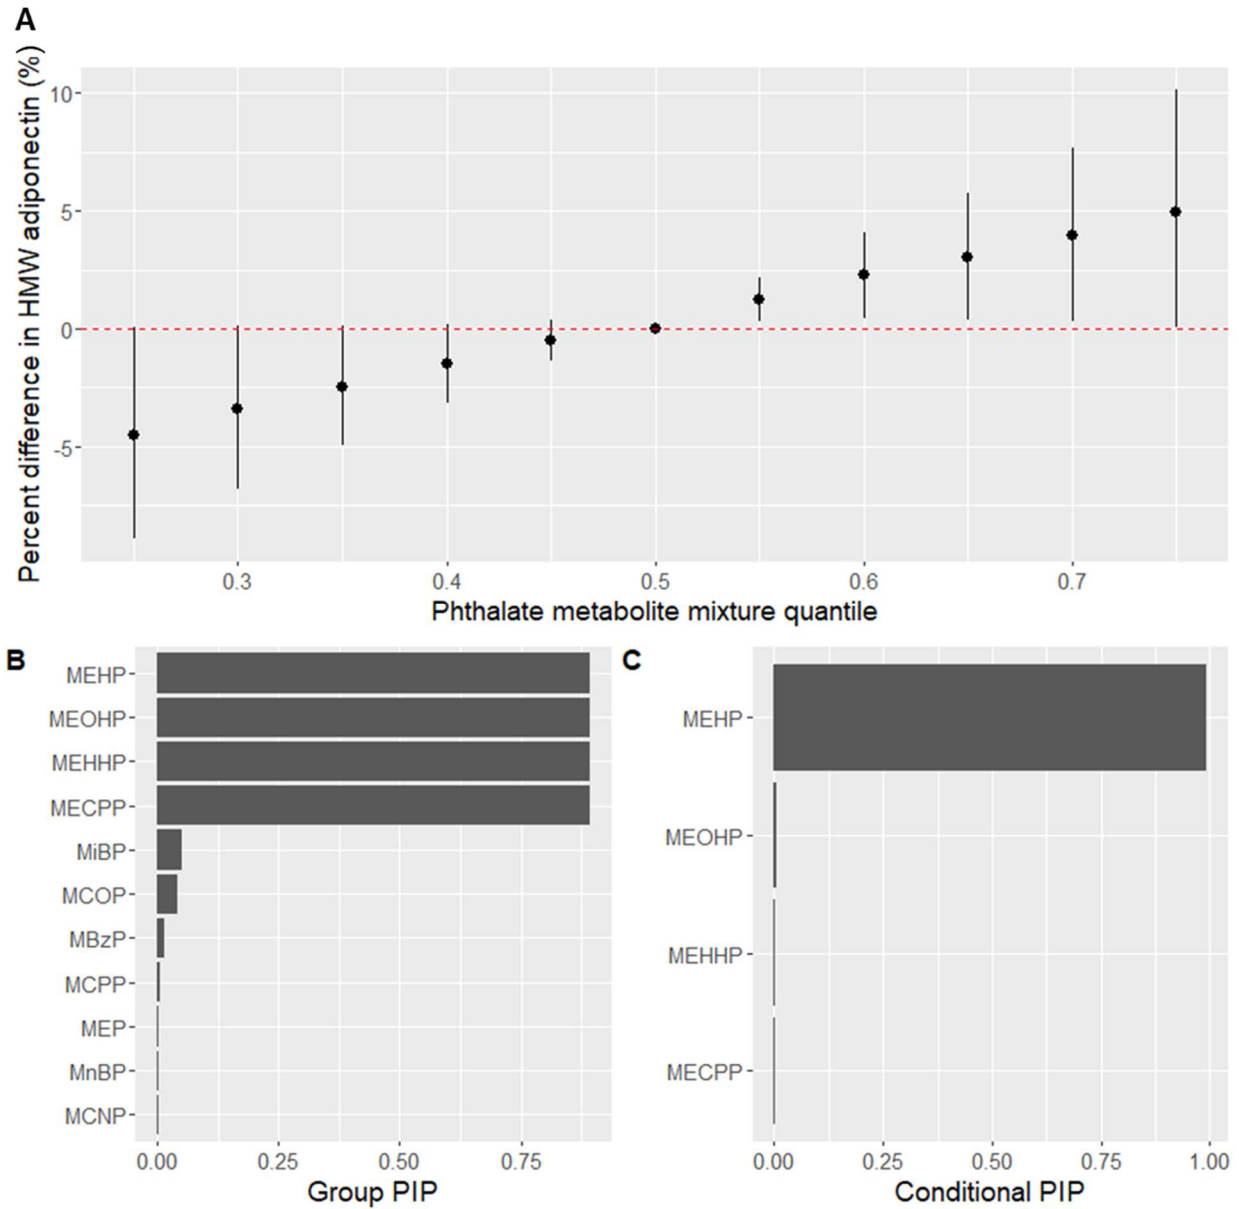 A
Percent difference in HMW adiponectin (%)
10
5
0
-5
0.3 0.4 0.5 0.6 0.7
Phthalate metabolite mixture quantile
B
MEHP
MEOHP
MEHHP
MECPP
MiBP
MCOP
MBzP
MCPP
MEP
MnBP
MCNP
0.00 0.25 0.50 0.75
Group PIP
C
MEHP
MEOHP
MEHHP
MECPP
0.00 0.25 0.50 0.75 1.00
Conditional PIP